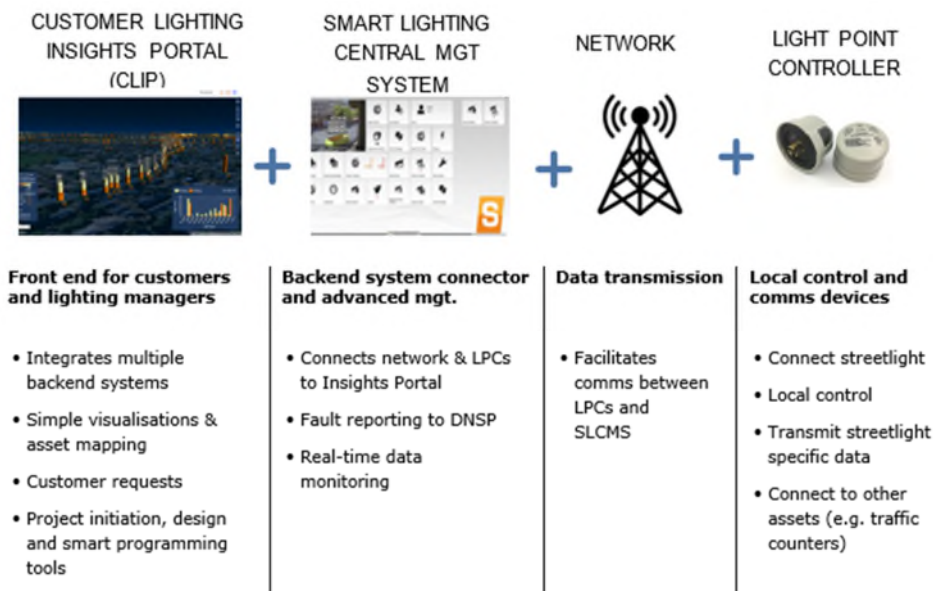 CUSTOMER LIGHTING
INSIGHTS PORTAL
(CLIP)
SMART LIGHTING
CENTRAL MGT
SYSTEM
NETWORK
LIGHT POINT
CONTROLLER
S
Front end for customers
and lighting managers
• Integrates multiple
backend systems
• Simple visualisations &
asset mapping
• Customer requests
• Project initiation, design
and smart programming
tools
Backend system connector
and advanced mgt.
• Connects network & LPCs
to Insights Portal
• Fault reporting to DNSP
• Real-time data
monitoring
Data transmission
• Facilitates
comms between
LPCs and
SLCMS
Local control and
comms devices
• Connect streetlight
• Local control
• Transmit streetlight
specific data
• Connect to other
assets (e.g. traffic
counters)